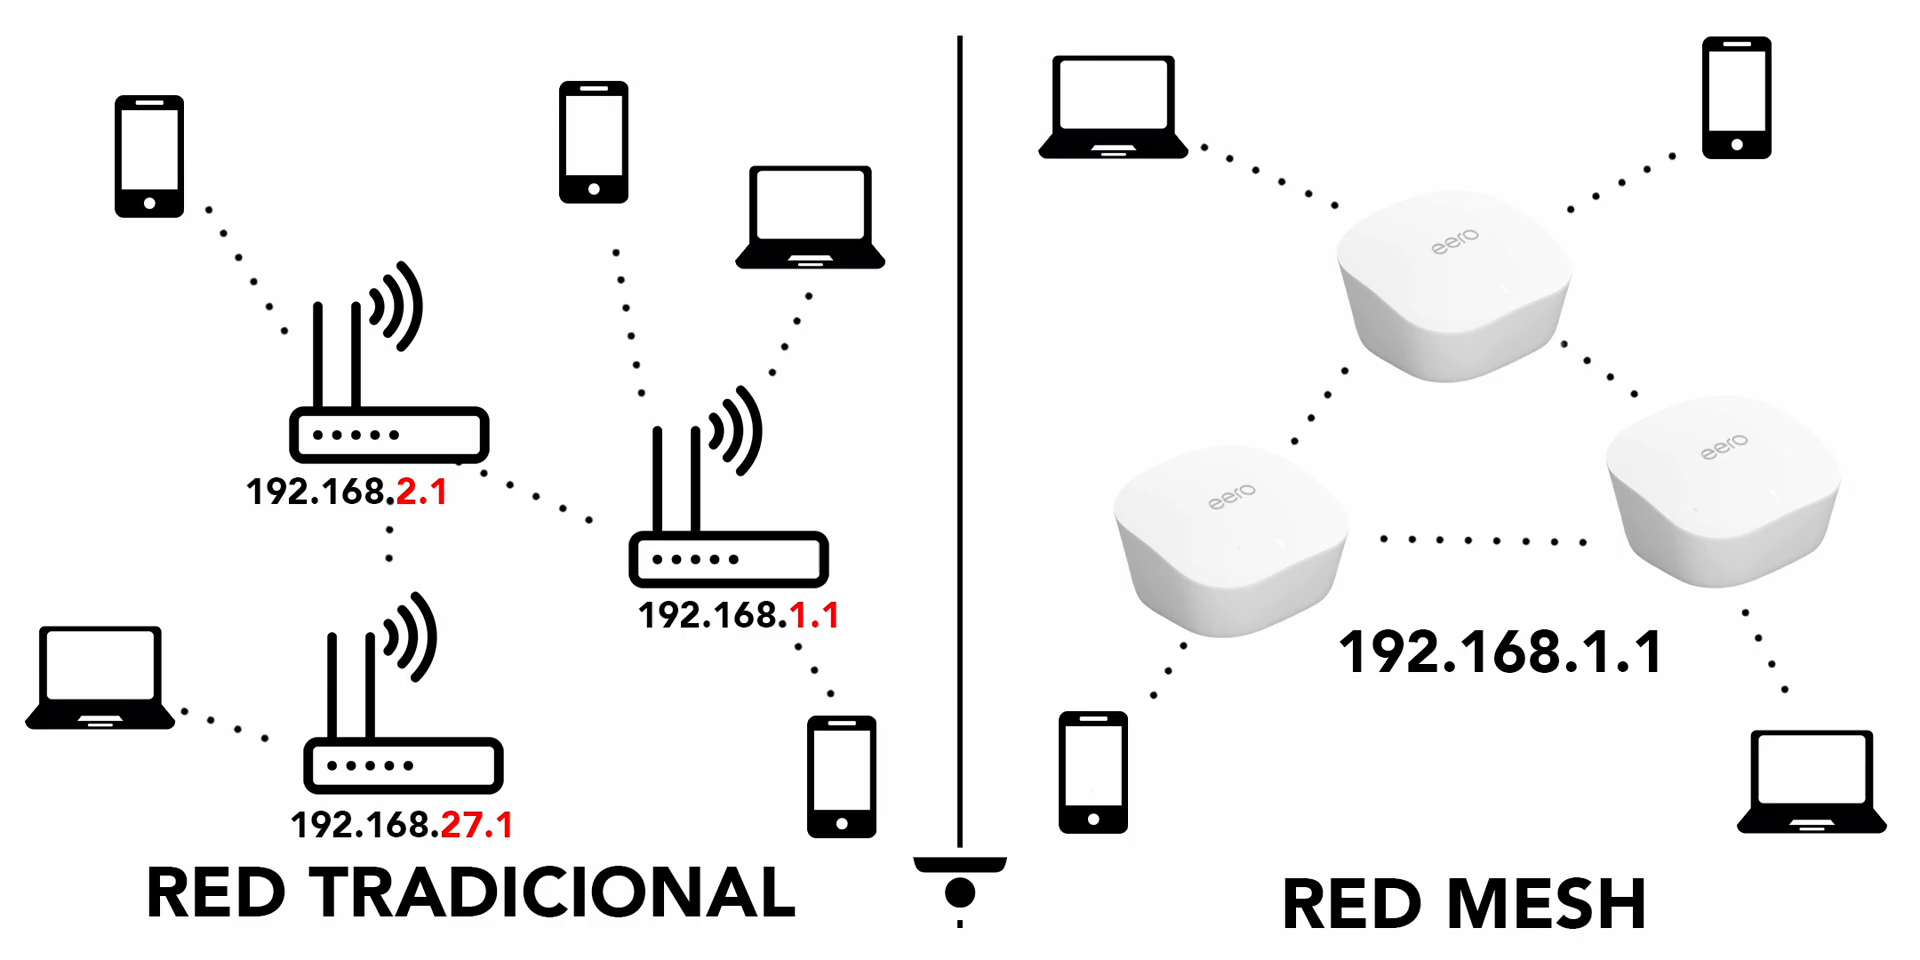 192.168.2.1
192.168.1.1
192.168.27.1
RED TRADICIONAL
eero
eero
eero
192.168.1.1
RED MESH